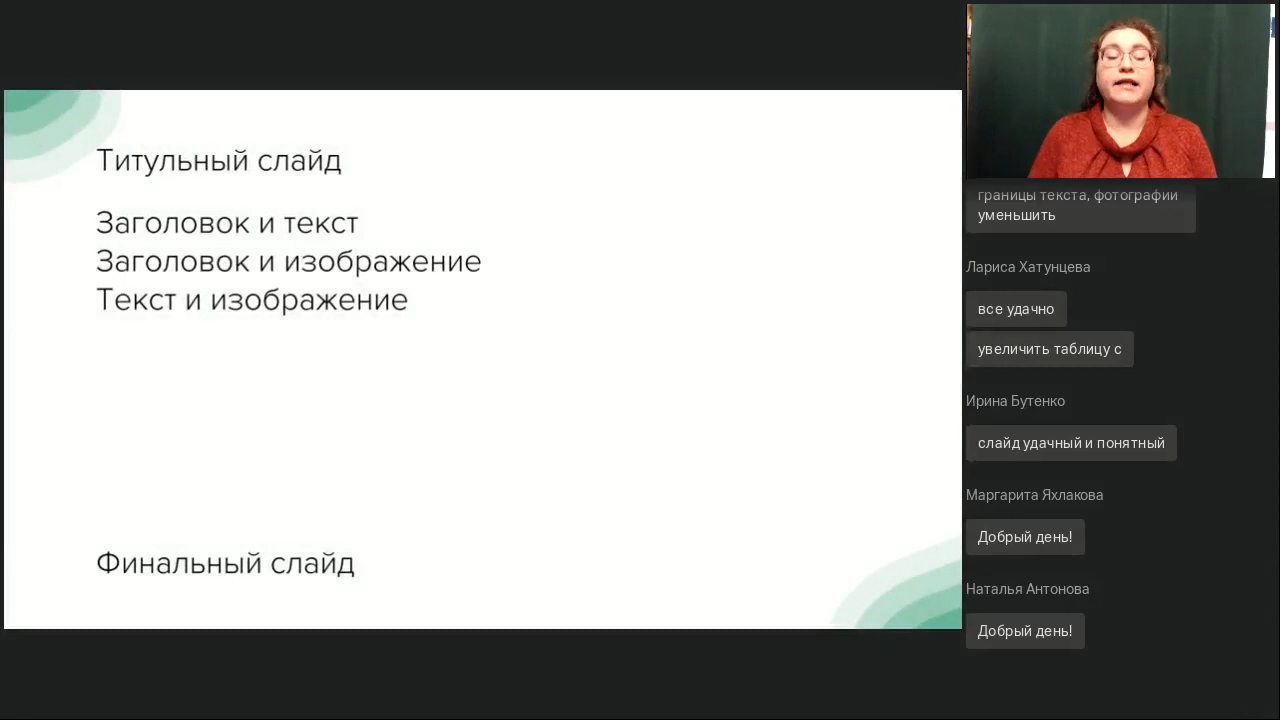 Титульный слайд
Заголовок и текст
Заголовок и изображение
Текст и изображение
Финальный слайд
границы текста, фотографии
уменьшить
Лариса Хатунцева
все удачно
увеличить таблицу с
Ирина Бутенко
слайд удачный и понятный
Маргарита Яхлакова
Добрый день!
Наталья Антонова
Добрый день!